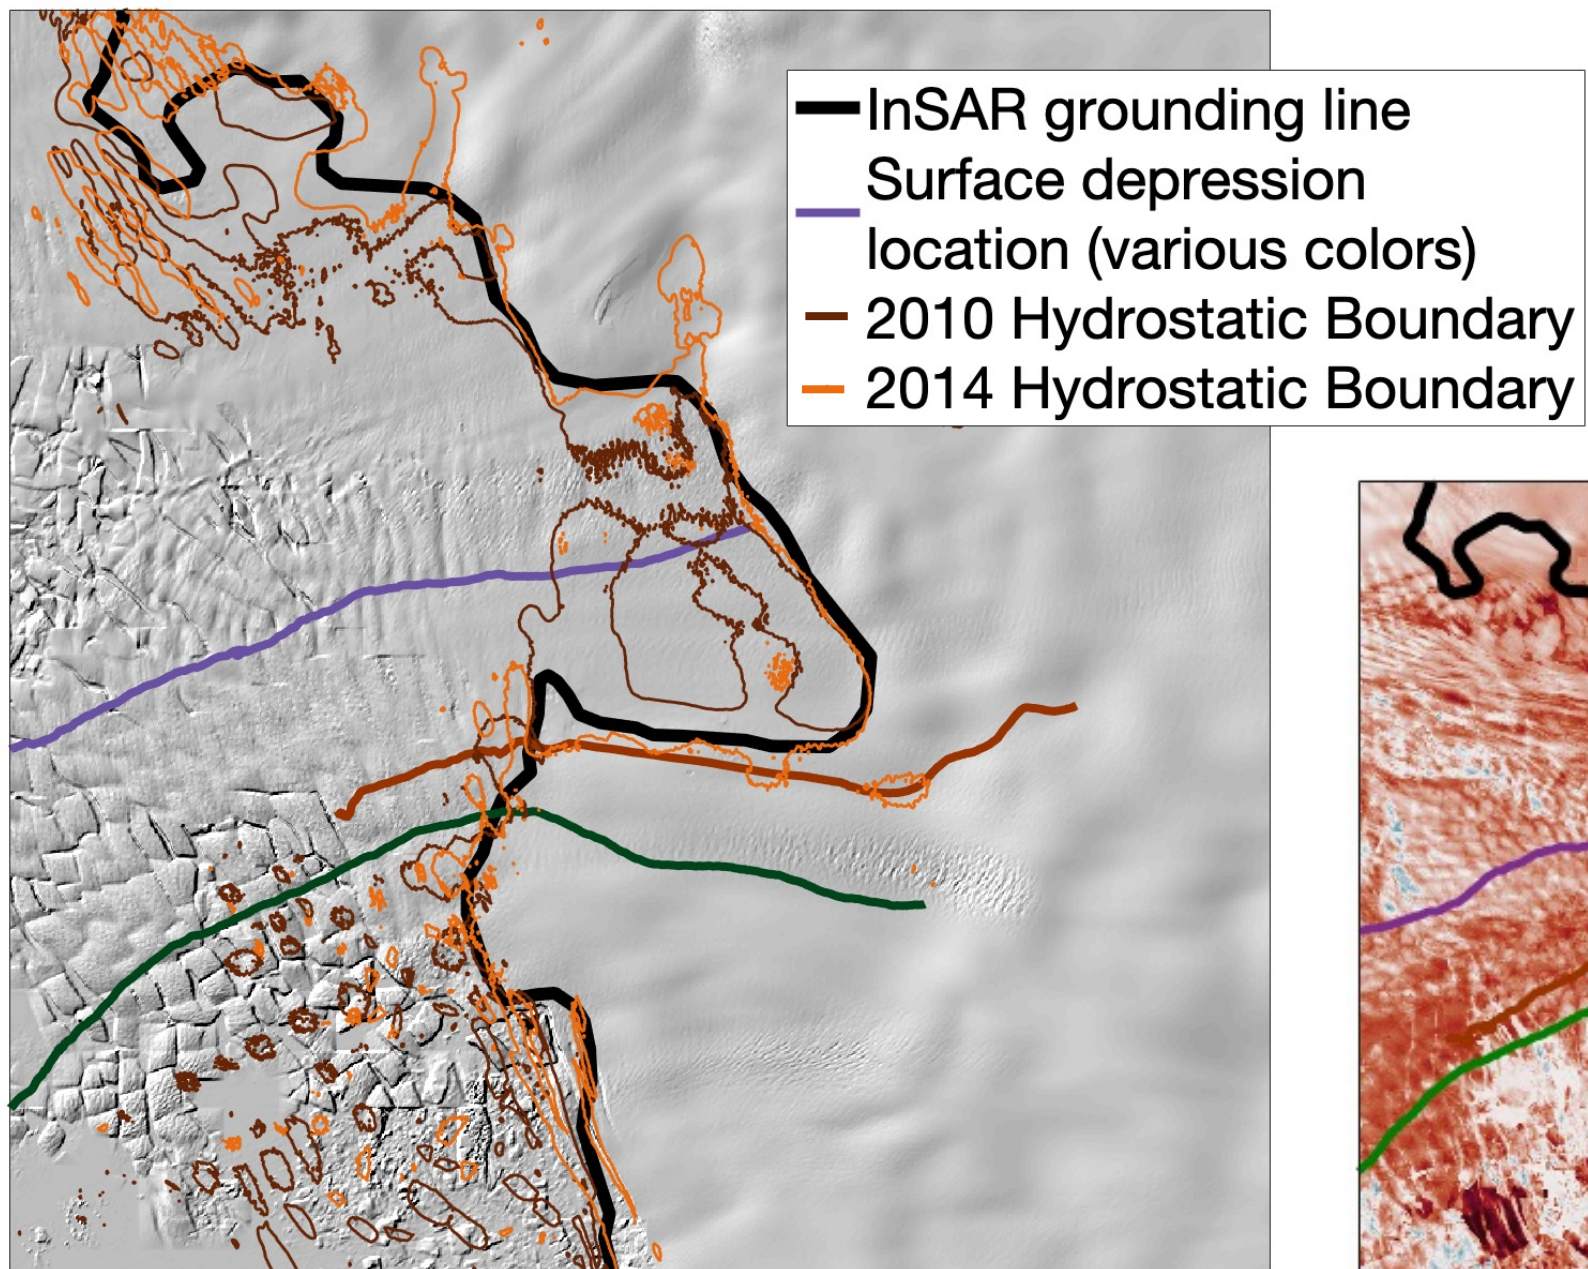 InSAR grounding line
Surface depression
location (various colors)
2010 Hydrostatic Boundary
2014 Hydrostatic Boundary